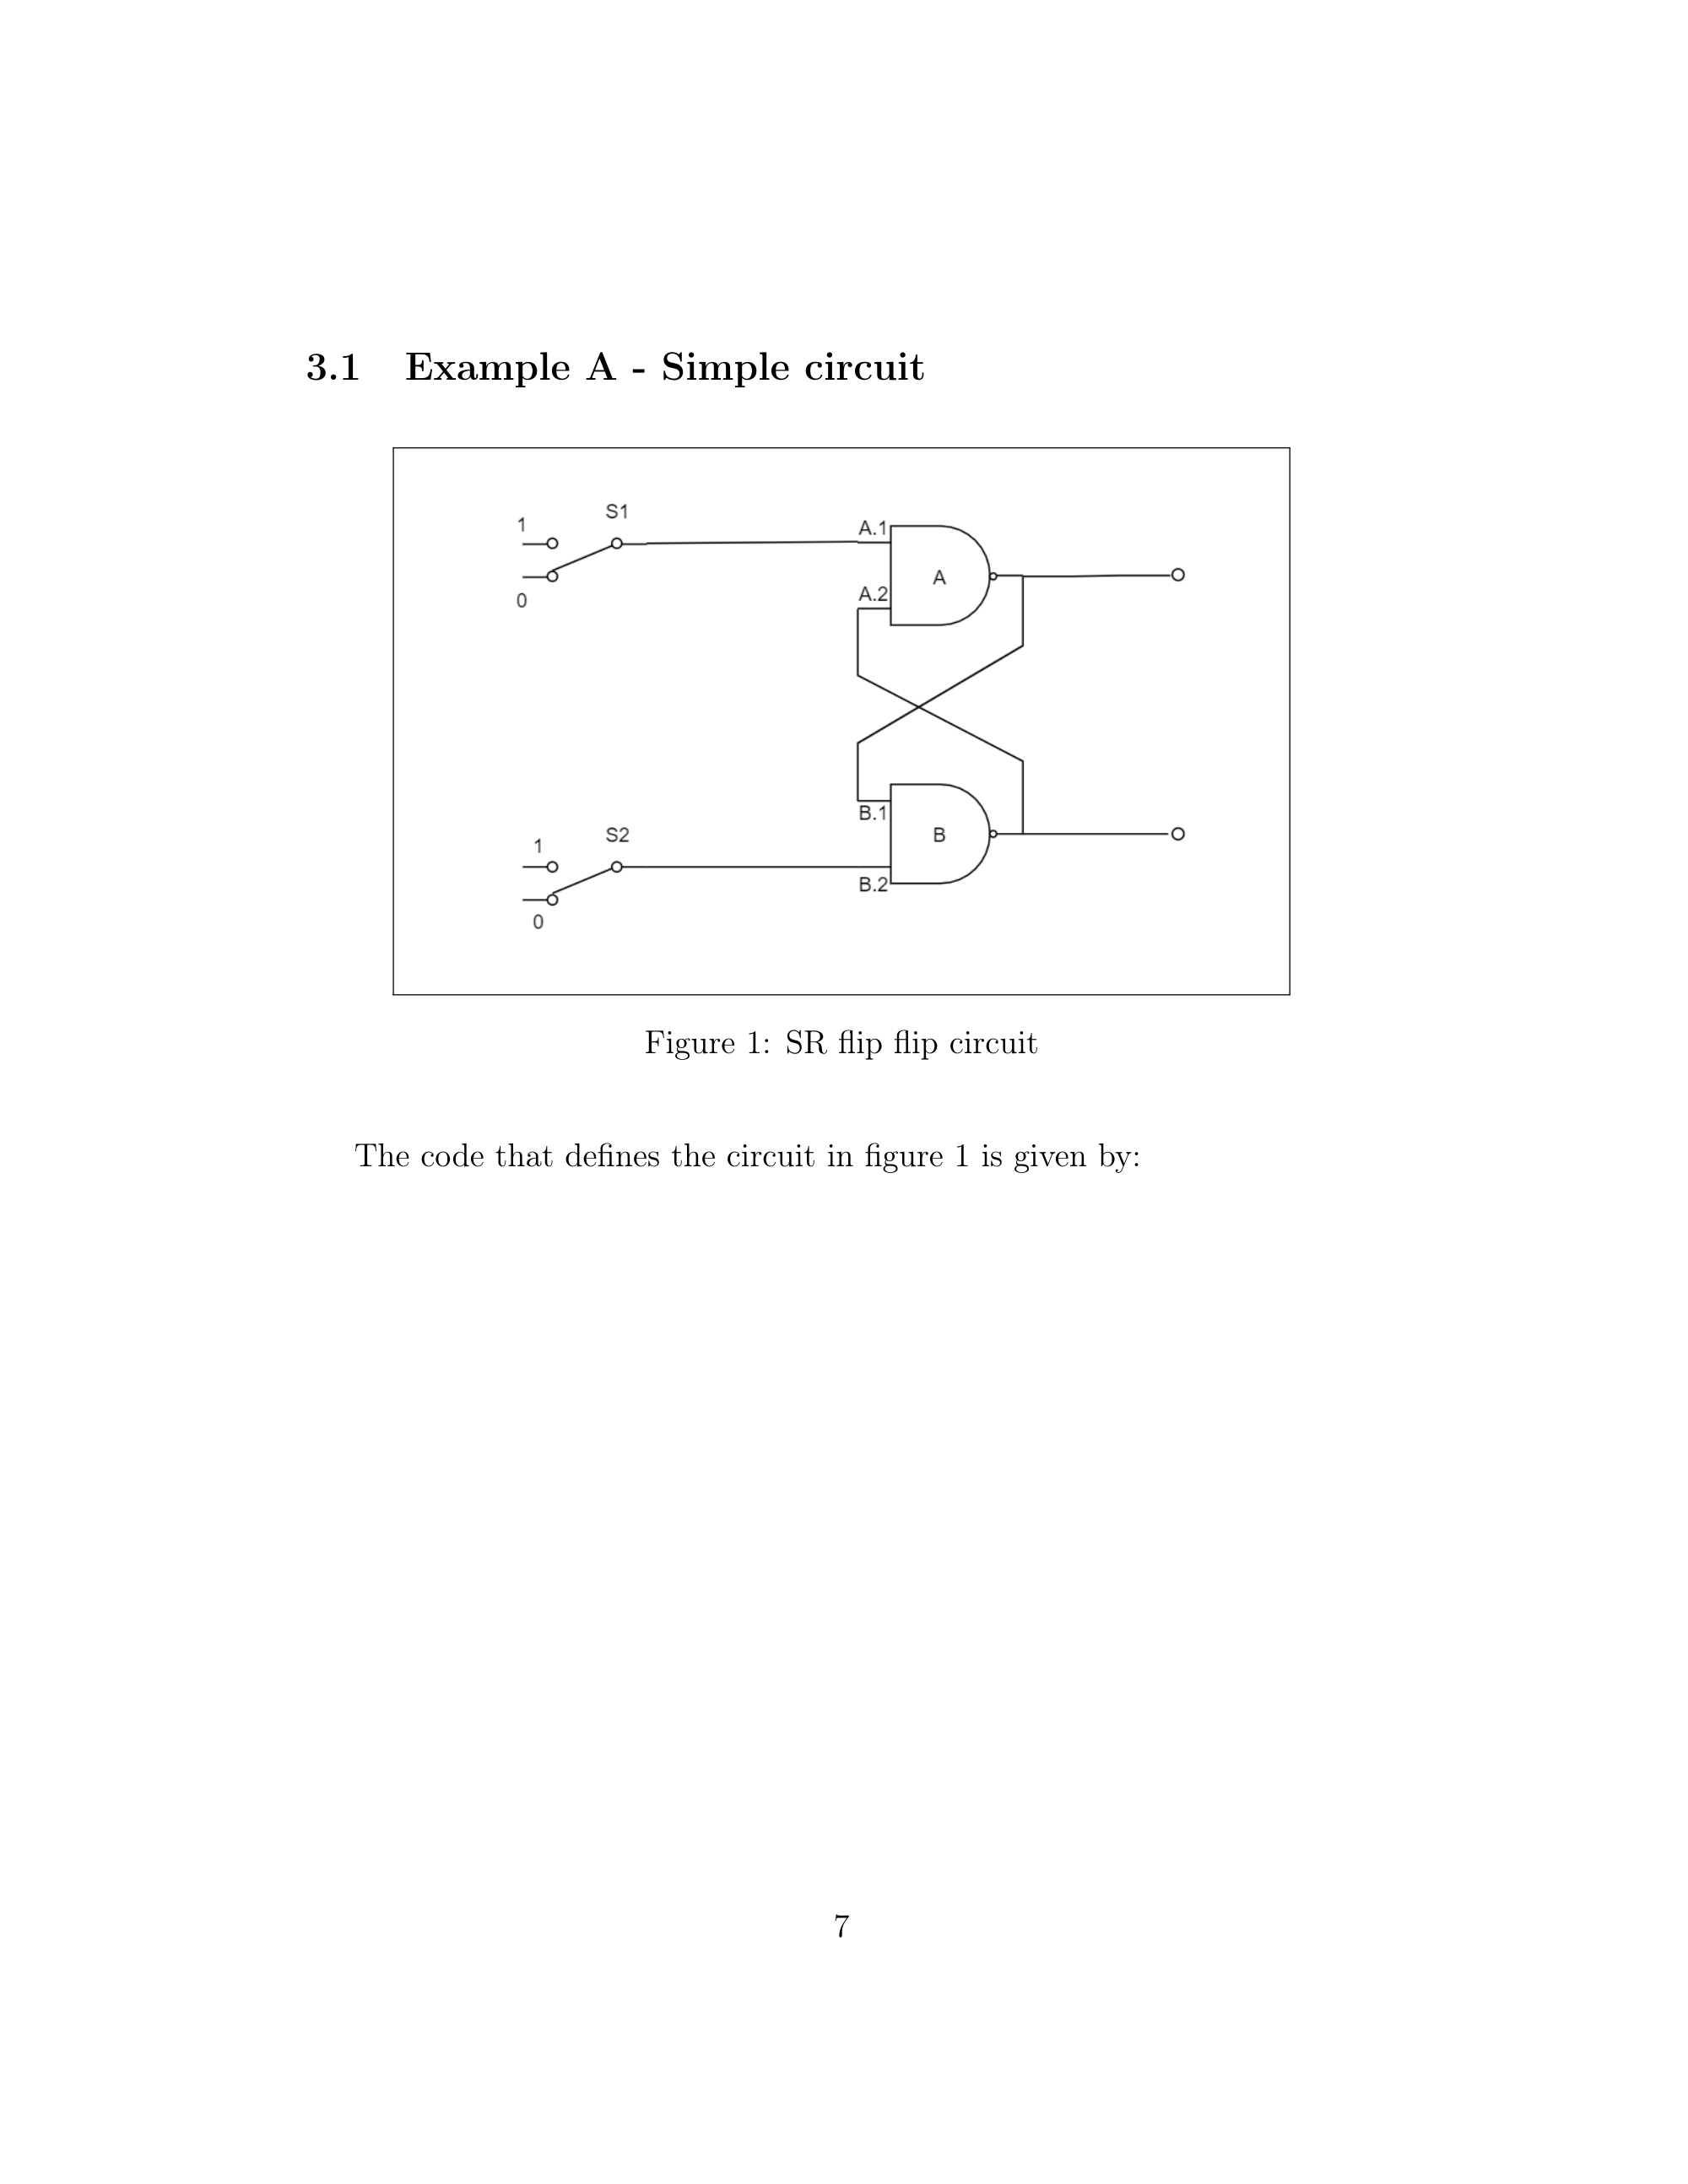 3.1 Example A - Simple circuit
S1
1
0
A.1
A
A.2
B.1
B
B.2
S2
1
0
Figure 1: SR flip flip circuit
The code that defines the circuit in figure 1 is given by:
7